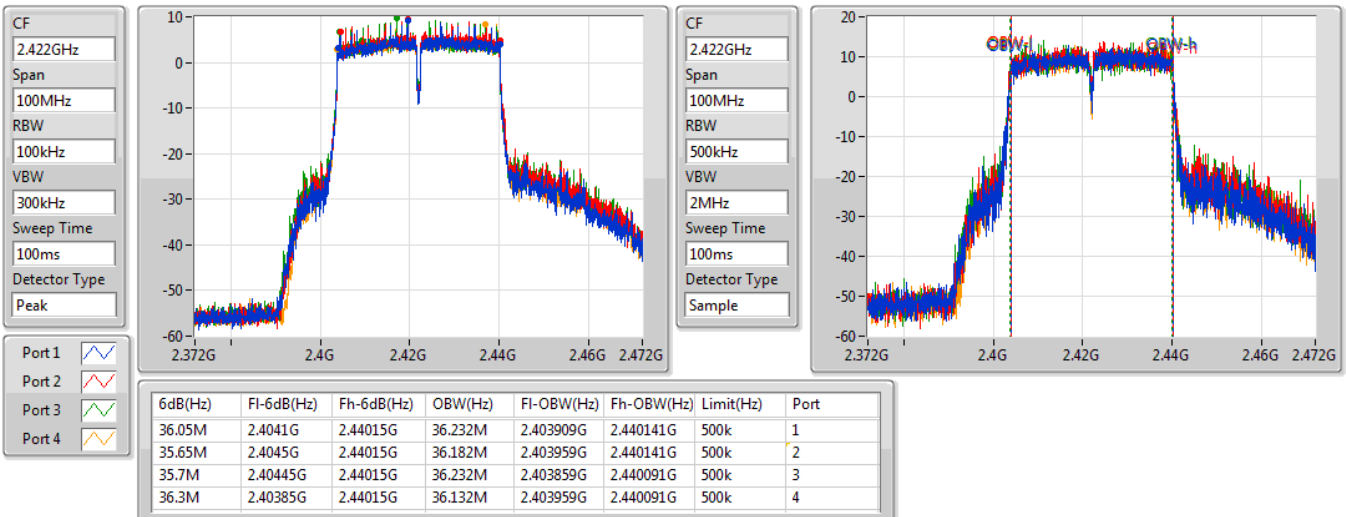 CF
2.422GHz
Span
100MHz
RBW
100kHz
VBW
300kHz
Sweep Time
100ms
Detector Type
Peak
10
0
-10
-20
-30
-40
-50
-60
2.372G 2.4G 2.42G 2.44G 2.46G 2.472G
CF
2.422GHz
Span
100MHz
RBW
500kHz
VBW
2MHz
Sweep Time
100ms
Detector Type
Sample
20
10
0
-10
-20
-30
-40
-50
-60
OBW-l OBW-h
2.372G 2.4G 2.42G 2.44G 2.46G 2.472G
Port 1
Port 2
Port 3
Port 4
6dB(Hz) Fl-6dB(Hz) Fh-6dB(Hz) OBW(Hz) Fl-OBW(Hz) Fh-OBW(Hz) Limit(Hz) Port
36.05M 2.4041G 2.44015G 36.232M 2.403909G 2.440141G 500k 1
35.65M 2.4045G 2.44015G 36.182M 2.403959G 2.440141G 500k 2
35.7M 2.40445G 2.44015G 36.232M 2.403859G 2.440091G 500k 3
36.3M 2.40385G 2.44015G 36.132M 2.403959G 2.440091G 500k 4